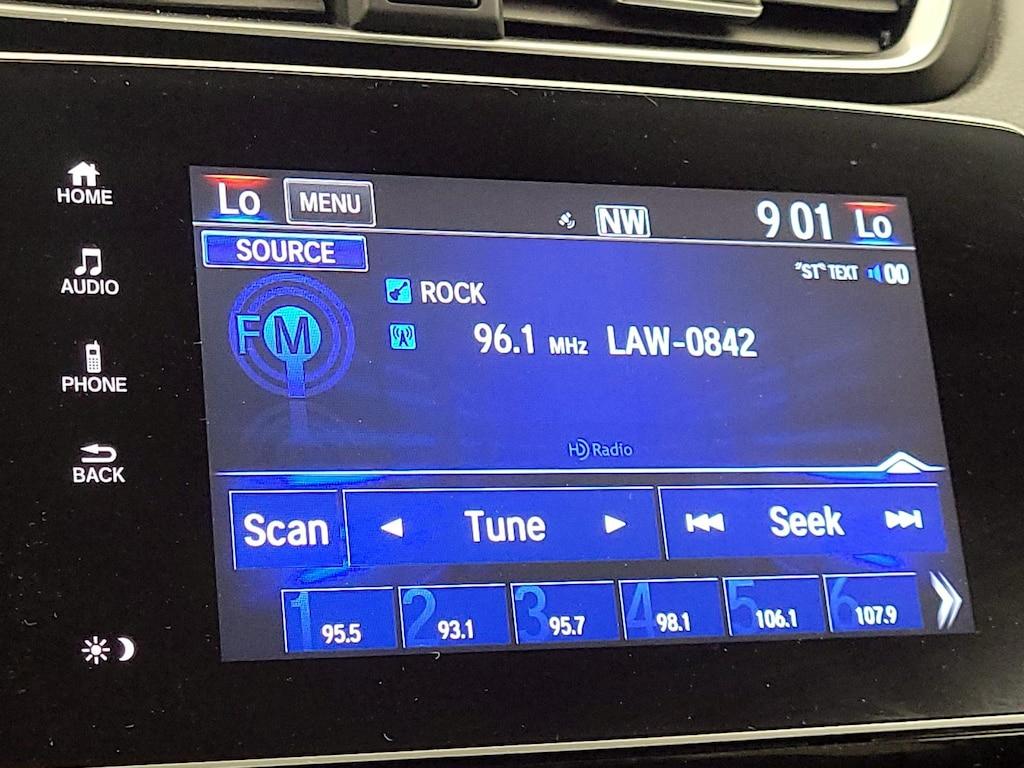 HOME
AUDIO
PHONE
BACK
Lo MENU NW 9 01 Lo
SOURCE
"ST" TEXT 00
FM
ROCK
96.1 MHz LAW-0842
HD Radio
Scan Tune Seek
1 95.5 2 93.1 3 95.7 4 98.1 5 106.1 6 107.9